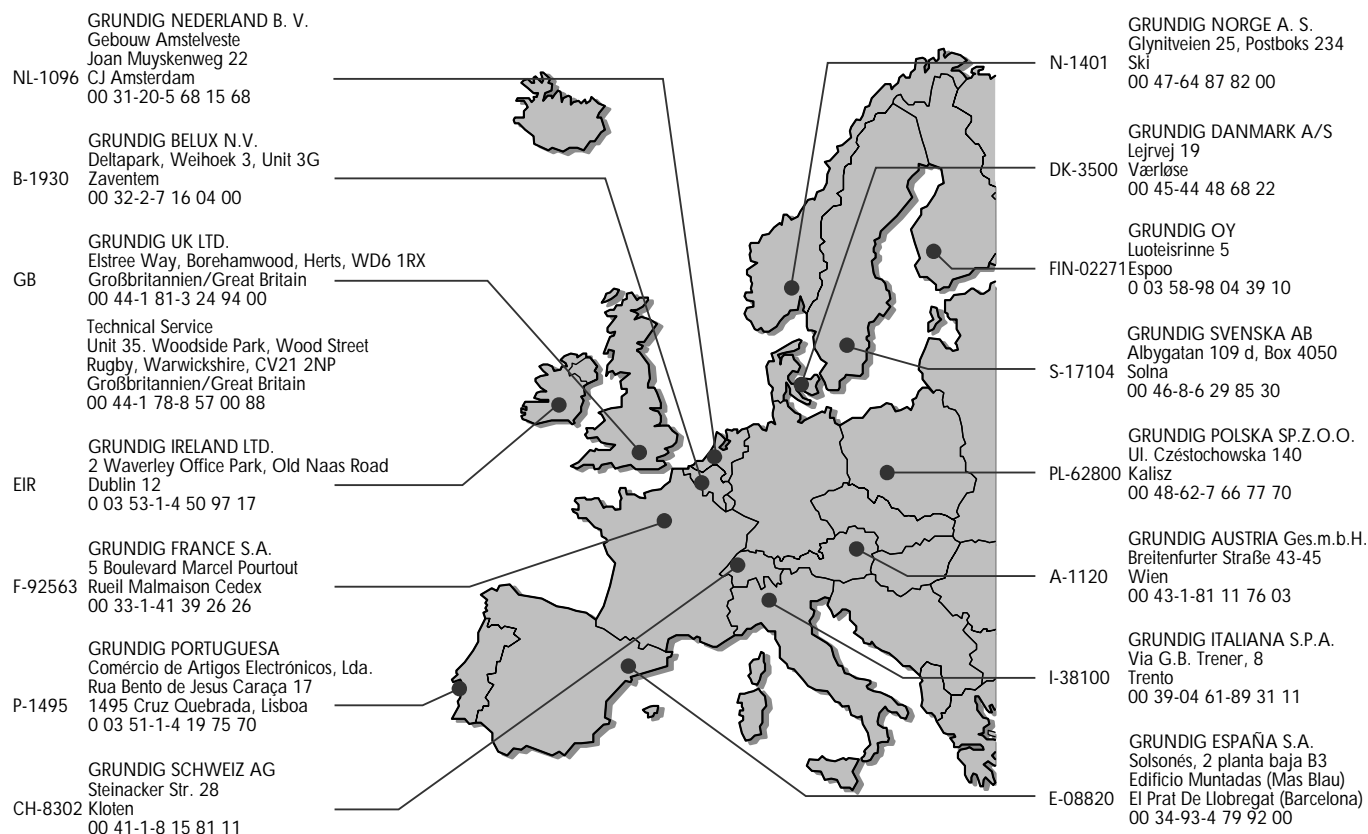 GRUNDIG NEDERLAND B. V.
Gebouw Amstelveste
Joan Muyskenweg 22
NL-1096 CJ Amsterdam
00 31-20-5 68 15 68
GRUNDIG BELUX N.V.
Deltapark, Weihoek 3, Unit 3G
B-1930 Zaventem
00 32-2-7 16 04 00
GRUNDIG UK LTD.
Elstree Way, Borehamwood, Herts, WD6 1RX
GB Großbritannien/Great Britain
00 44-1 81-3 24 94 00
Technical Service
Unit 35. Woodside Park, Wood Street
Rugby, Warwickshire, CV21 2NP
Großbritannien/Great Britain
00 44-1 78-8 57 00 88
GRUNDIG IRELAND LTD.
2 Waverley Office Park, Old Naas Road
EIR Dublin 12
0 03 53-1-4 50 97 17
GRUNDIG FRANCE S.A.
5 Boulevard Marcel Pourtout
F-92563 Rueil Malmaison Cedex
00 33-1-41 39 26 26
GRUNDIG PORTUGUESA
Comércio de Artigos Electrónicos, Lda.
Rua Bento de Jesus Caraça 17
P-1495 1495 Cruz Quebrada, Lisboa
0 03 51-1-4 19 75 70
GRUNDIG SCHWEIZ AG
Steinacker Str. 28
CH-8302 Kloten
00 41-1-8 15 81 11
GRUNDIG NORGE A. S.
Glynitveien 25, Postboks 234
N-1401 Ski
00 47-64 87 82 00
GRUNDIG DANMARK A/S
Lejrvej 19
DK-3500 Værløse
00 45-44 48 68 22
GRUNDIG OY
Luoteisrinne 5
FIN-02271 Espoo
0 03 58-98 04 39 10
GRUNDIG SVENSKA AB
Albygatan 109 d, Box 4050
S-17104 Solna
00 46-8-6 29 85 30
GRUNDIG POLSKA SP.Z.O.O.
Ul. Czéstochowska 140
PL-62800 Kalisz
00 48-62-7 66 77 70
GRUNDIG AUSTRIA Ges.m.b.H.
Breitenfurter Straße 43-45
A-1120 Wien
00 43-1-81 11 76 03
GRUNDIG ITALIANA S.P.A.
Via G.B. Trener, 8
I-38100 Trento
00 39-04 61-89 31 11
GRUNDIG ESPAÑA S.A.
Solsonés, 2 planta baja B3
Edificio Muntadas (Mas Blau)
E-08820 El Prat De Llobregat (Barcelona)
00 34-93-4 79 92 00